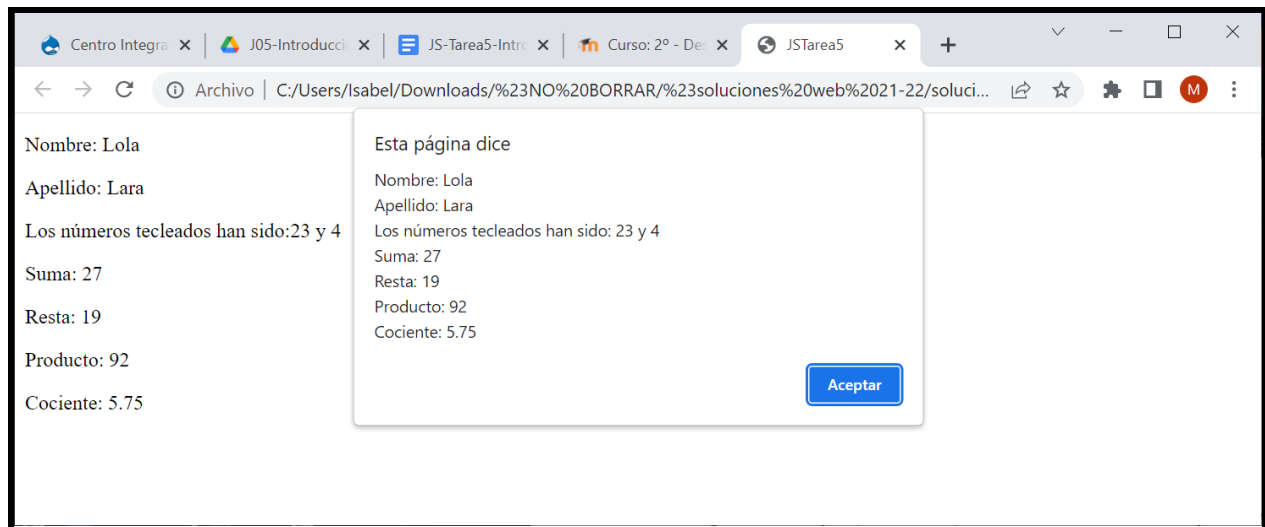 Centro Integra
J05-Introducci
JS-Tarea5-Intro
Curso: 2º - Des
JSTarea5
Archivo | C:/Users/Isabel/Downloads/%23NO%20BORRAR/%23soluciones%20web%2021-22/soluci...
M
Nombre: Lola
Apellido: Lara
Los números tecleados han sido:23 y 4
Suma: 27
Resta: 19
Producto: 92
Cociente: 5.75
Esta página dice
Nombre: Lola
Apellido: Lara
Los números tecleados han sido: 23 y 4
Suma: 27
Resta: 19
Producto: 92
Cociente: 5.75
Aceptar